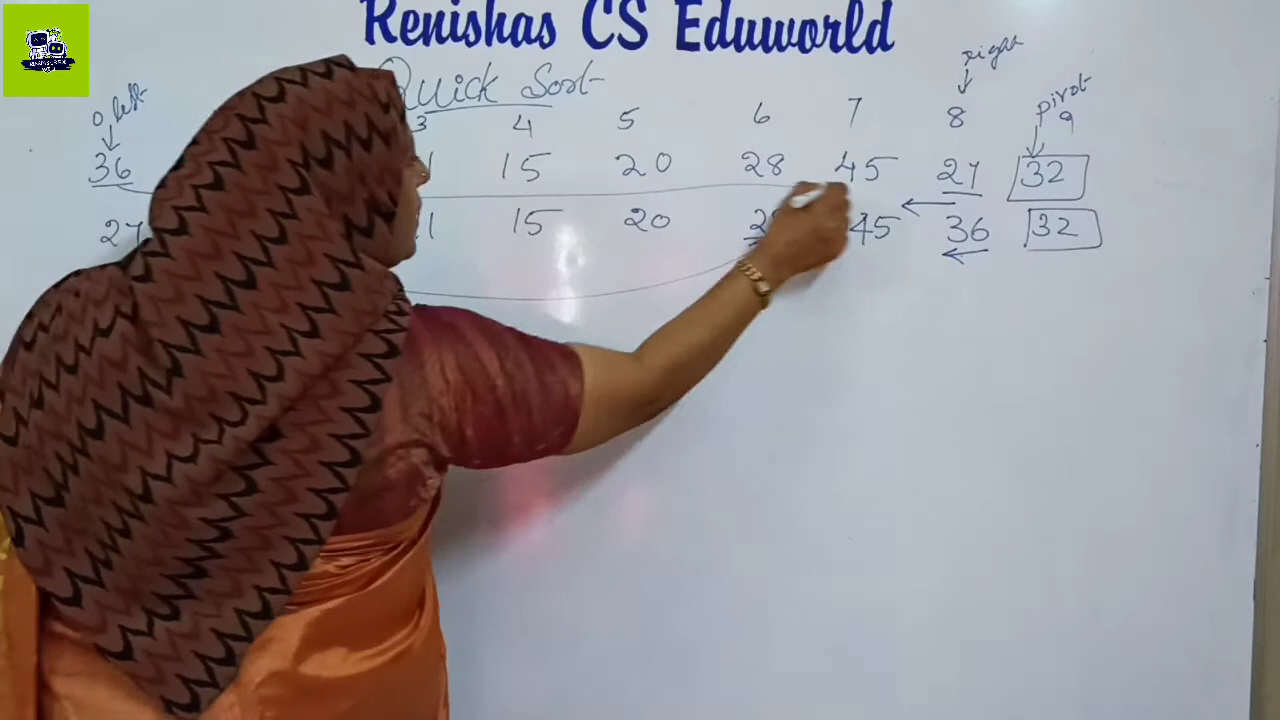 Renishas CS Eduworld
Quick Sort
right
0 left 3 4 5 6 7 8 pivot 9
36 15 20 28 45 27 32
27 15 20 45 36 32